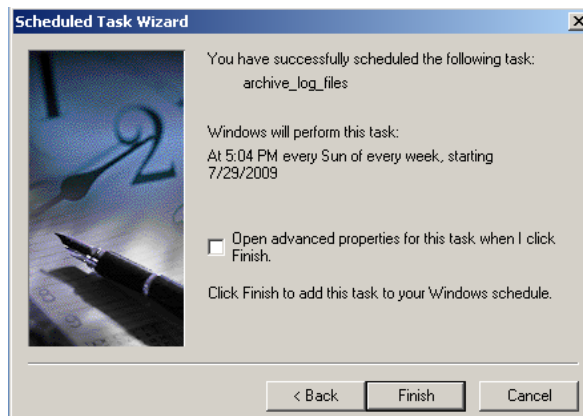 Scheduled Task Wizard
You have successfully scheduled the following task:
archive_log_files
Windows will perform this task:
At 5:04 PM every Sun of every week, starting
7/29/2009
Open advanced properties for this task when I click
Finish.
Click Finish to add this task to your Windows schedule.
< Back
Finish
Cancel